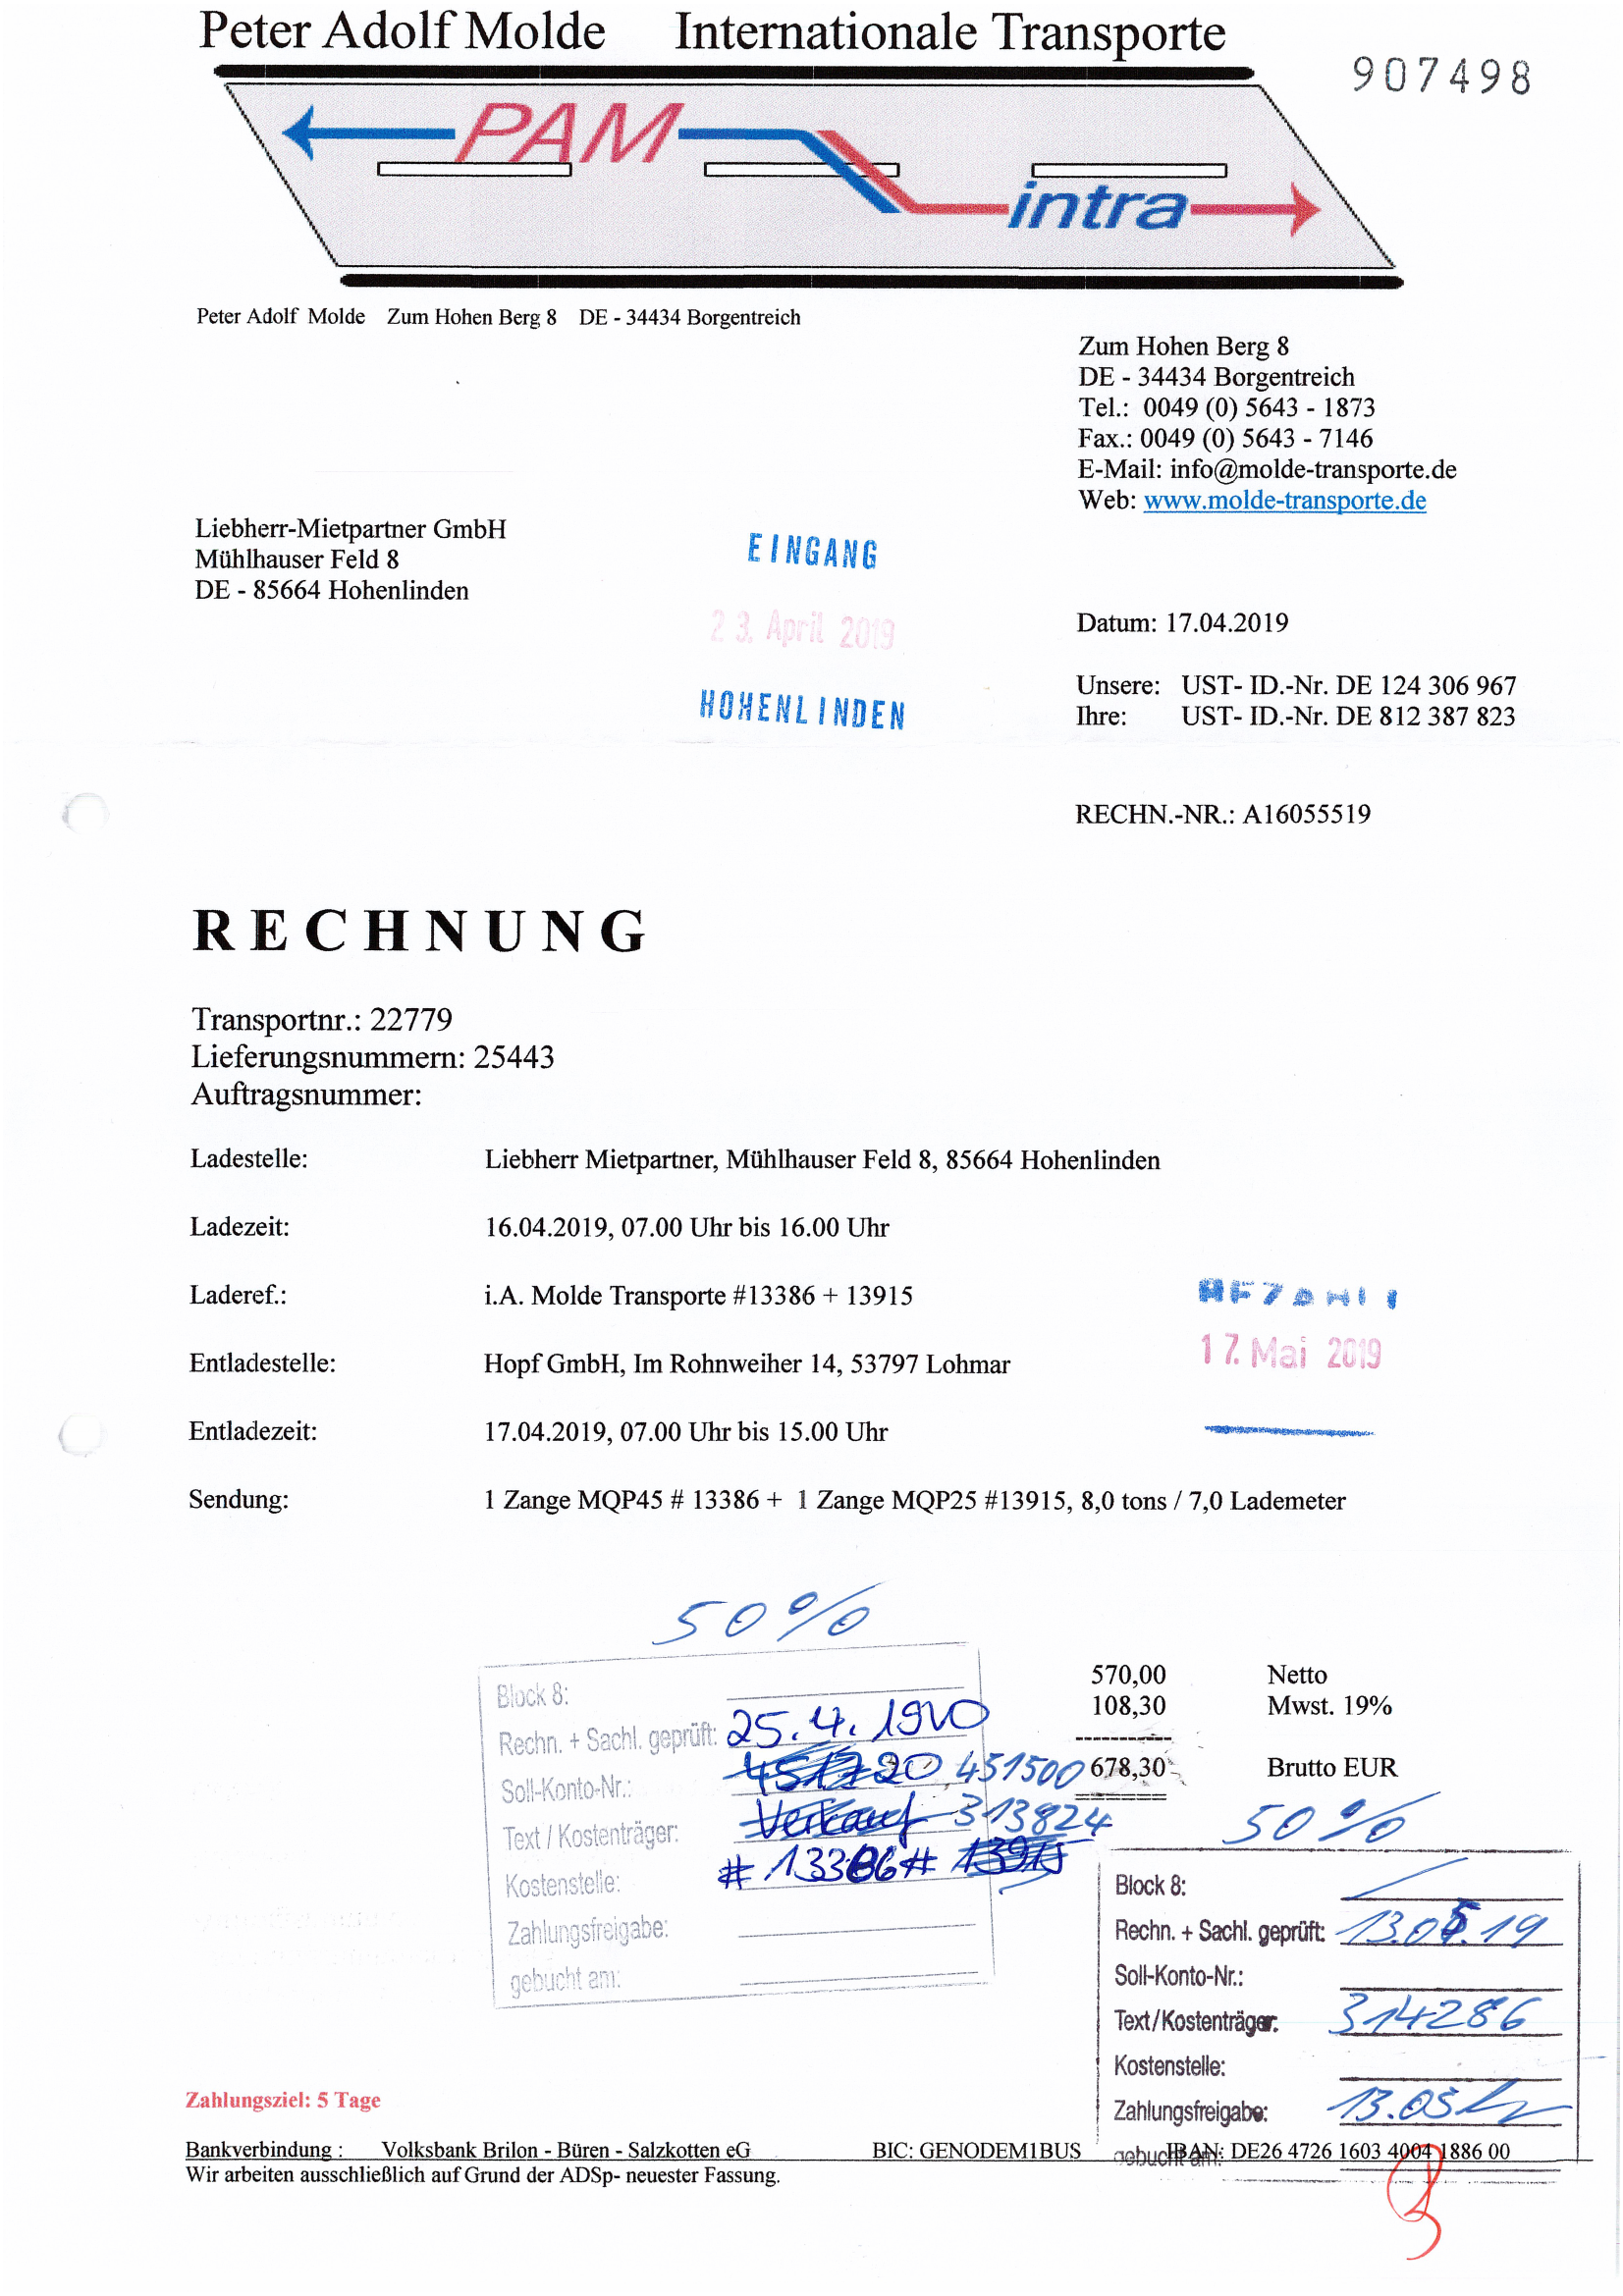 Peter Adolf Molde Internationale Transporte
907498
PAM
intra
Peter Adolf Molde Zum Hohen Berg 8 DE - 34434 Borgentreich
Zum Hohen Berg 8
DE - 34434 Borgentreich
Tel.: 0049 (0) 5643 - 1873
Fax.: 0049 (0) 5643 - 7146
E-Mail: info@molde-transporte.de
Web: www.molde-transporte.de
Liebherr-Mietpartner GmbH
Mühlhauser Feld 8
DE - 85664 Hohenlinden
EINGANG
23. April 2019
HOHENLINDEN
Datum: 17.04.2019
Unsere: UST- ID.-Nr. DE 124 306 967
Ihre: UST- ID.-Nr. DE 812 387 823
RECHN.-NR.: A16055519
RECHNUNG
Transportnr.: 22779
Lieferungsnummern: 25443
Auftragsnummer:
Ladestelle: Liebherr Mietpartner, Mühlhauser Feld 8, 85664 Hohenlinden
Ladezeit: 16.04.2019, 07.00 Uhr bis 16.00 Uhr
Laderef.: i.A. Molde Transporte #13386 + 13915
Entladestelle: Hopf GmbH, Im Rohnweiher 14, 53797 Lohmar
17. Mai 2019
Entladezeit: 17.04.2019, 07.00 Uhr bis 15.00 Uhr
Sendung: 1 Zange MQP45 # 13386 + 1 Zange MQP25 #13915, 8,0 tons / 7,0 Lademeter
50%
570,00 Netto
108,30 Mwst. 19%
678,30 Brutto EUR
Block 8:
Rechn. + Sachl. geprüft: 25.4.
Soll-Konto-Nr.: 451500
Text / Kostenträger: Verkauf 313824
Kostenstelle: #13386# 13915
Zahlungsfreigabe:
gebucht am:
50%
Block 8:
Rechn. + Sachl. geprüft: 13.05.19
Soll-Konto-Nr.:
Text/Kostenträger: 314286
Kostenstelle:
Zahlungsfreigabe: 13.05
gebucht am:
Zahlungsziel: 5 Tage
Bankverbindung : Volksbank Brilon - Büren - Salzkotten eG BIC: GENODEM1BUS IBAN: DE26 4726 1603 4004 1886 00
Wir arbeiten ausschließlich auf Grund der ADSp- neuester Fassung.